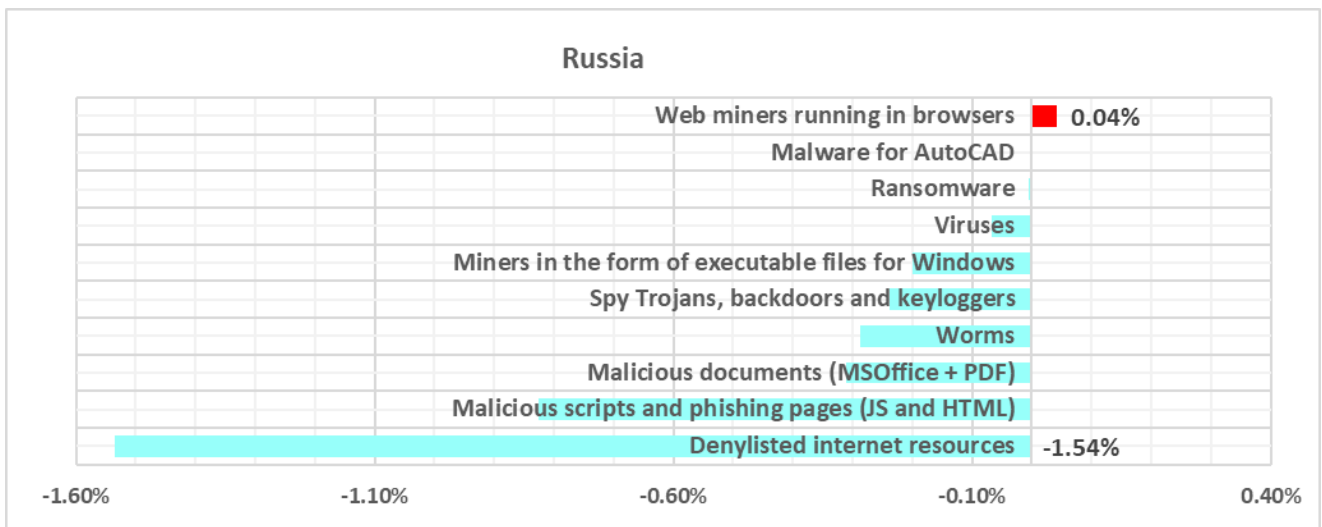 Russia
Web miners running in browsers 0.04%
Malware for AutoCAD
Ransomware
Viruses
Miners in the form of executable files for Windows
Spy Trojans, backdoors and keyloggers
Worms
Malicious documents (MSOffice + PDF)
Malicious scripts and phishing pages (JS and HTML)
Denylisted internet resources -1.54%
-1.60% -1.10% -0.60% -0.10% 0.40%